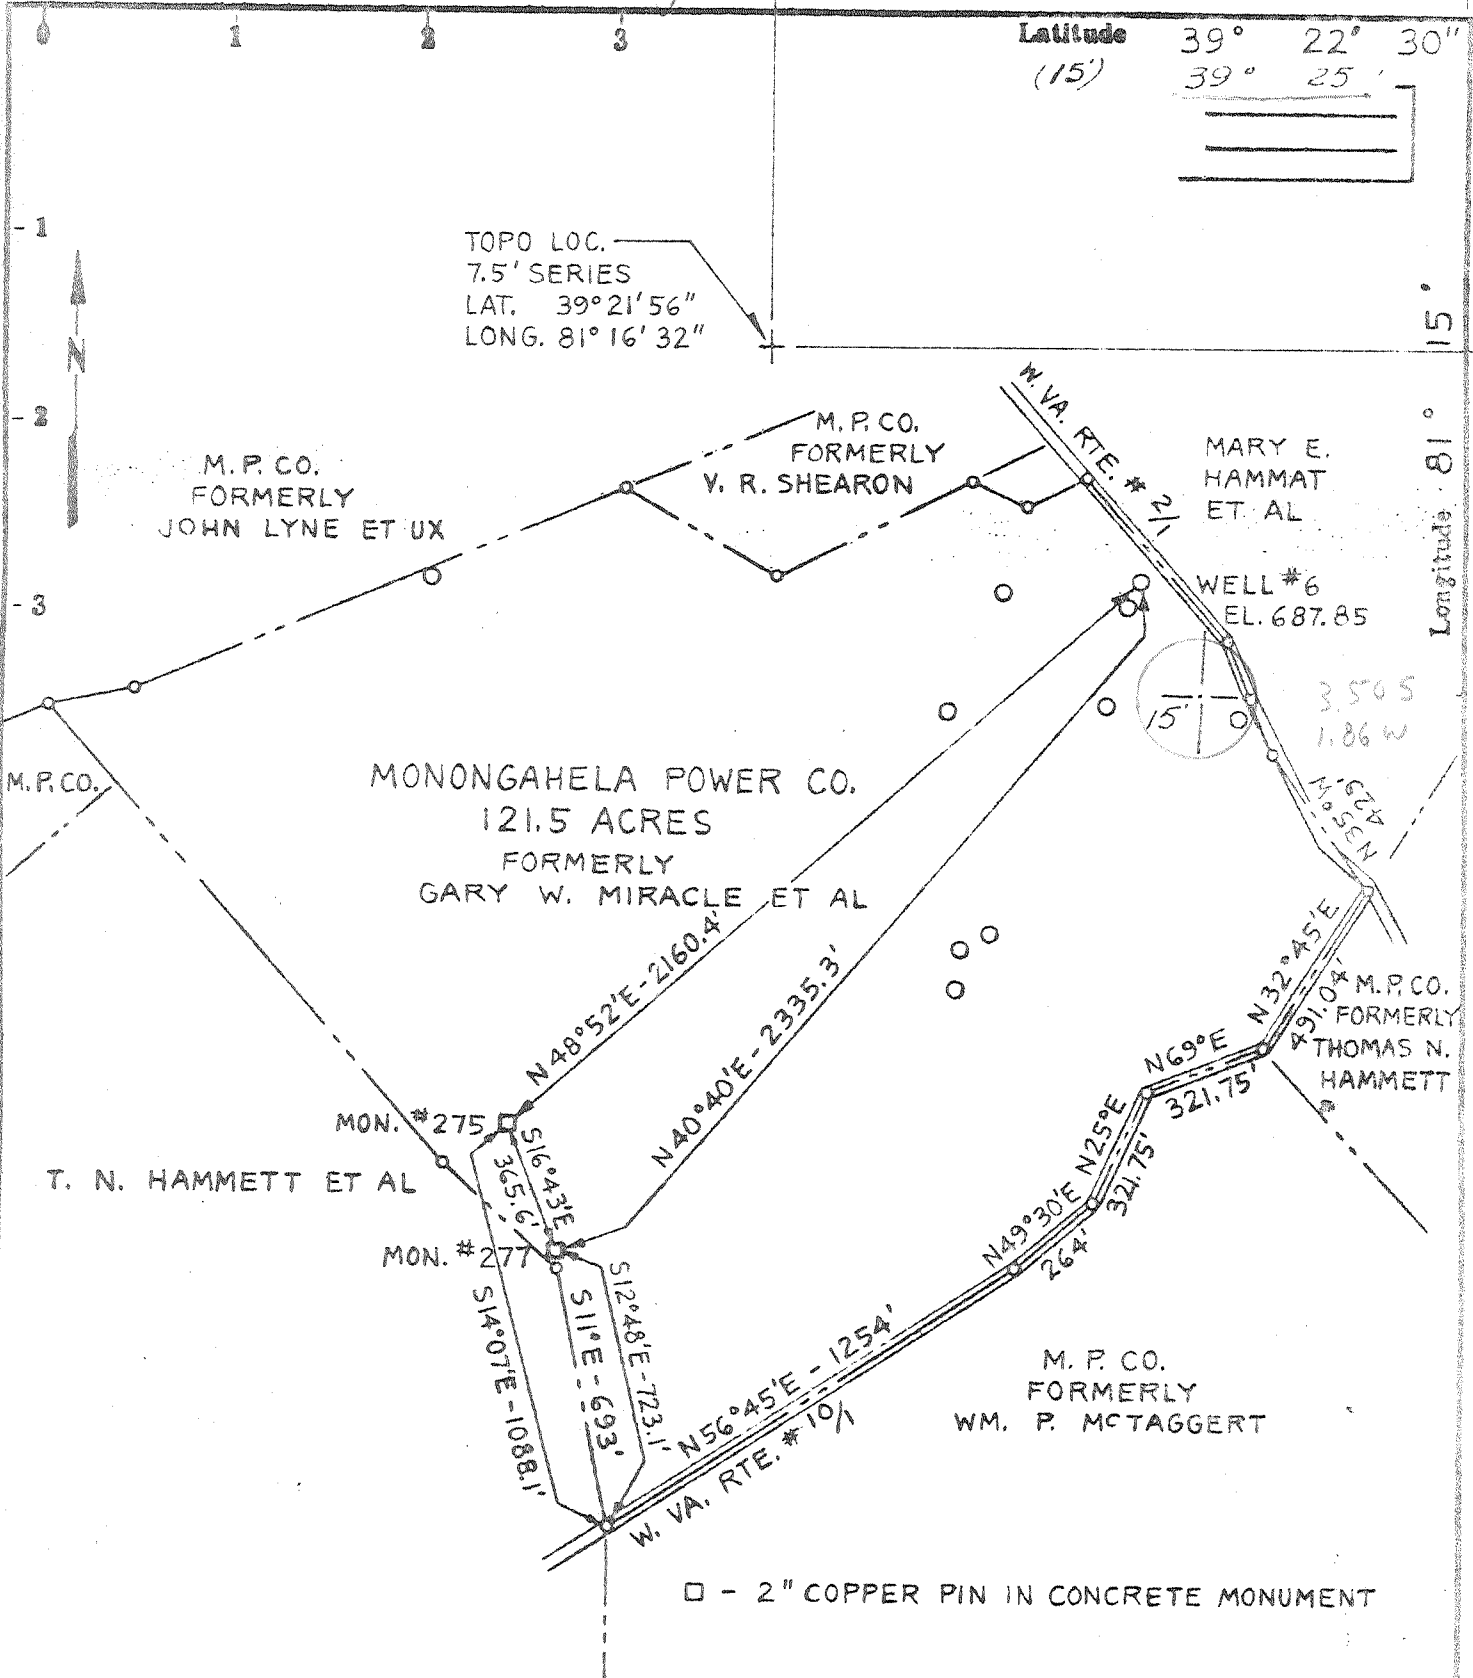 0 1 2 3
Latitude 39° 22' 30"
(15') 39° 25'
- 1
TOPO LOC.
7.5' SERIES
LAT. 39°21'56"
LONG. 81°16'32"
N
- 2
- 3
Longitude 81° 15'
W. VA. RTE. # 2/1
M.P. CO.
FORMERLY
V. R. SHEARON
MARY E.
HAMMAT
ET AL
M.P. CO.
FORMERLY
JOHN LYNE ET UX
WELL #6
EL. 687.85
15'
3.50 S
1.86 W
M.P. CO.
MONONGAHELA POWER CO.
121.5 ACRES
FORMERLY
GARY W. MIRACLE ET AL
N35°W
429.
N48°52'E - 2160.4'
N40°40'E - 2335.3'
N32°45'E
491.04'
M.P. CO.
FORMERLY
THOMAS N.
HAMMETT
N69°E
321.75'
N25°E
321.75'
N49°30'E
264'
MON. #275
S16°43'E
365.6'
T. N. HAMMETT ET AL
MON. #277
S14°07'E - 1088.1'
S11°E - 693'
S12°48'E - 723.1'
N56°45'E - 1254'
W. VA. RTE. # 10/1
M. P. CO.
FORMERLY
WM. P. McTAGGERT
□ - 2" COPPER PIN IN CONCRETE MONUMENT